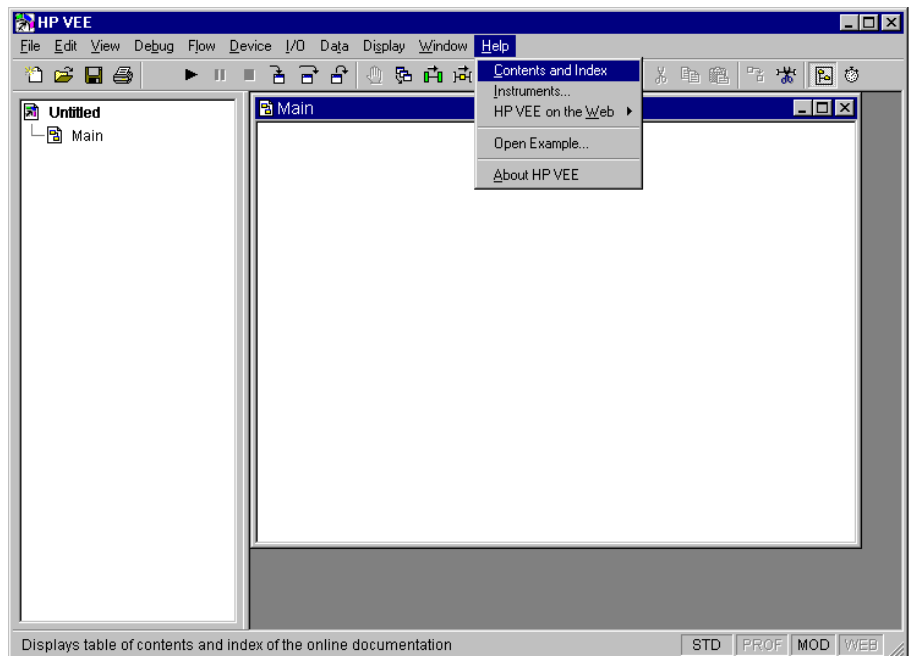 HP VEE
File Edit View Debug Flow Device I/O Data Display Window Help
Contents and Index
Instruments...
HP VEE on the Web
Open Example...
About HP VEE
Untitled
Main
Main
Displays table of contents and index of the online documentation STD PROF MOD WEB